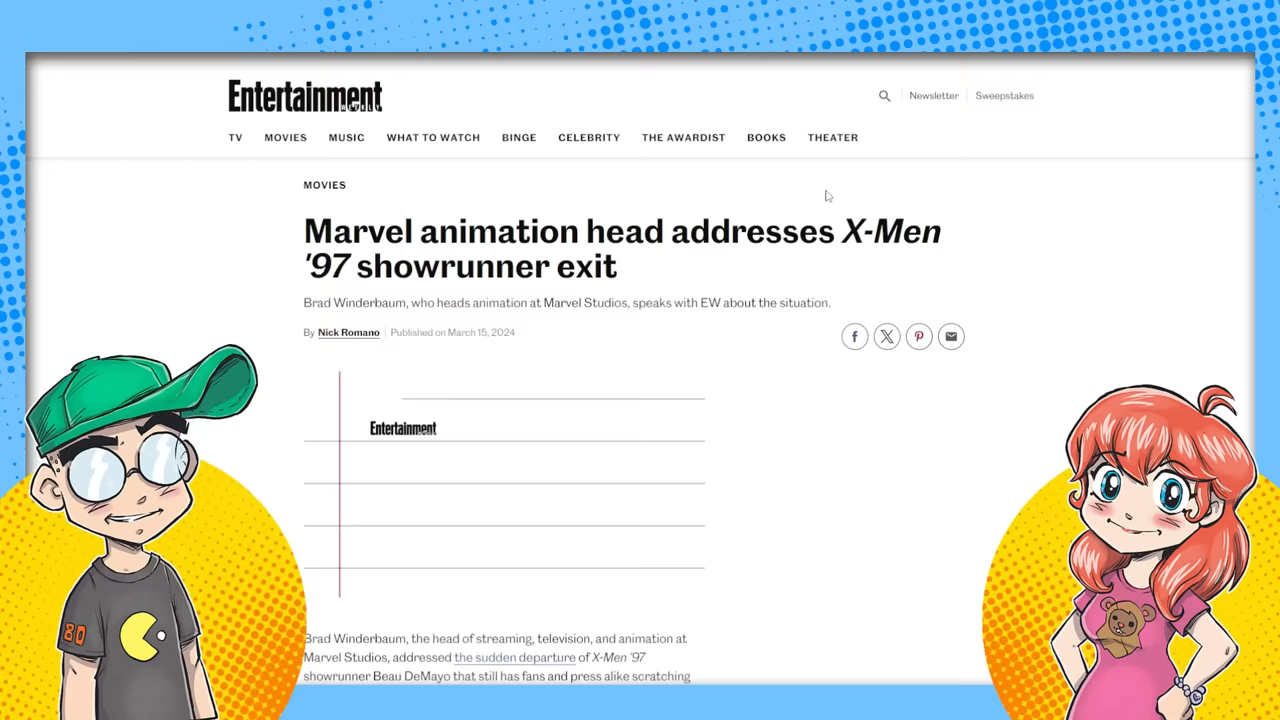 Entertainment
WEEKLY
Newsletter
Sweepstakes
TV
MOVIES
MUSIC
WHAT TO WATCH
BINGE
CELEBRITY
THE AWARDIST
BOOKS
THEATER
MOVIES
Marvel animation head addresses X-Men
'97 showrunner exit
Brad Winderbaum, who heads animation at Marvel Studios, speaks with EW about the situation.
By Nick Romano
Published on March 15, 2024
Entertainment
Brad Winderbaum, the head of streaming, television, and animation at
Marvel Studios, addressed the sudden departure of X-Men '97
showrunner Beau DeMayo that still has fans and press alike scratching
80